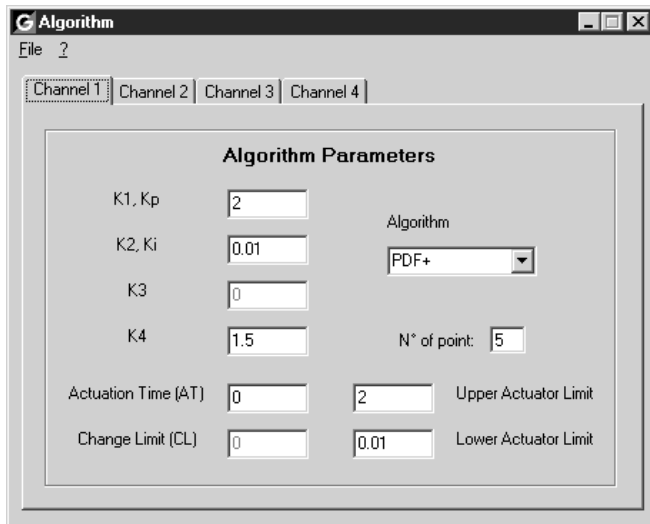 G Algorithm
File ?
Channel 1 Channel 2 Channel 3 Channel 4
Algorithm Parameters
K1, Kp 2
Algorithm
K2, Ki 0.01
PDF+
K3 0
K4 1.5 N° of point: 5
Actuation Time (AT) 0 2 Upper Actuator Limit
Change Limit (CL) 0 0.01 Lower Actuator Limit